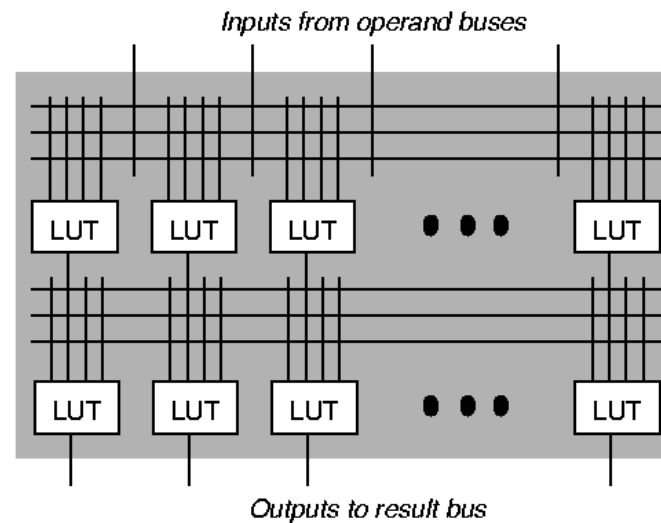 Inputs from operand buses
LUT LUT LUT LUT
LUT LUT LUT LUT
Outputs to result bus